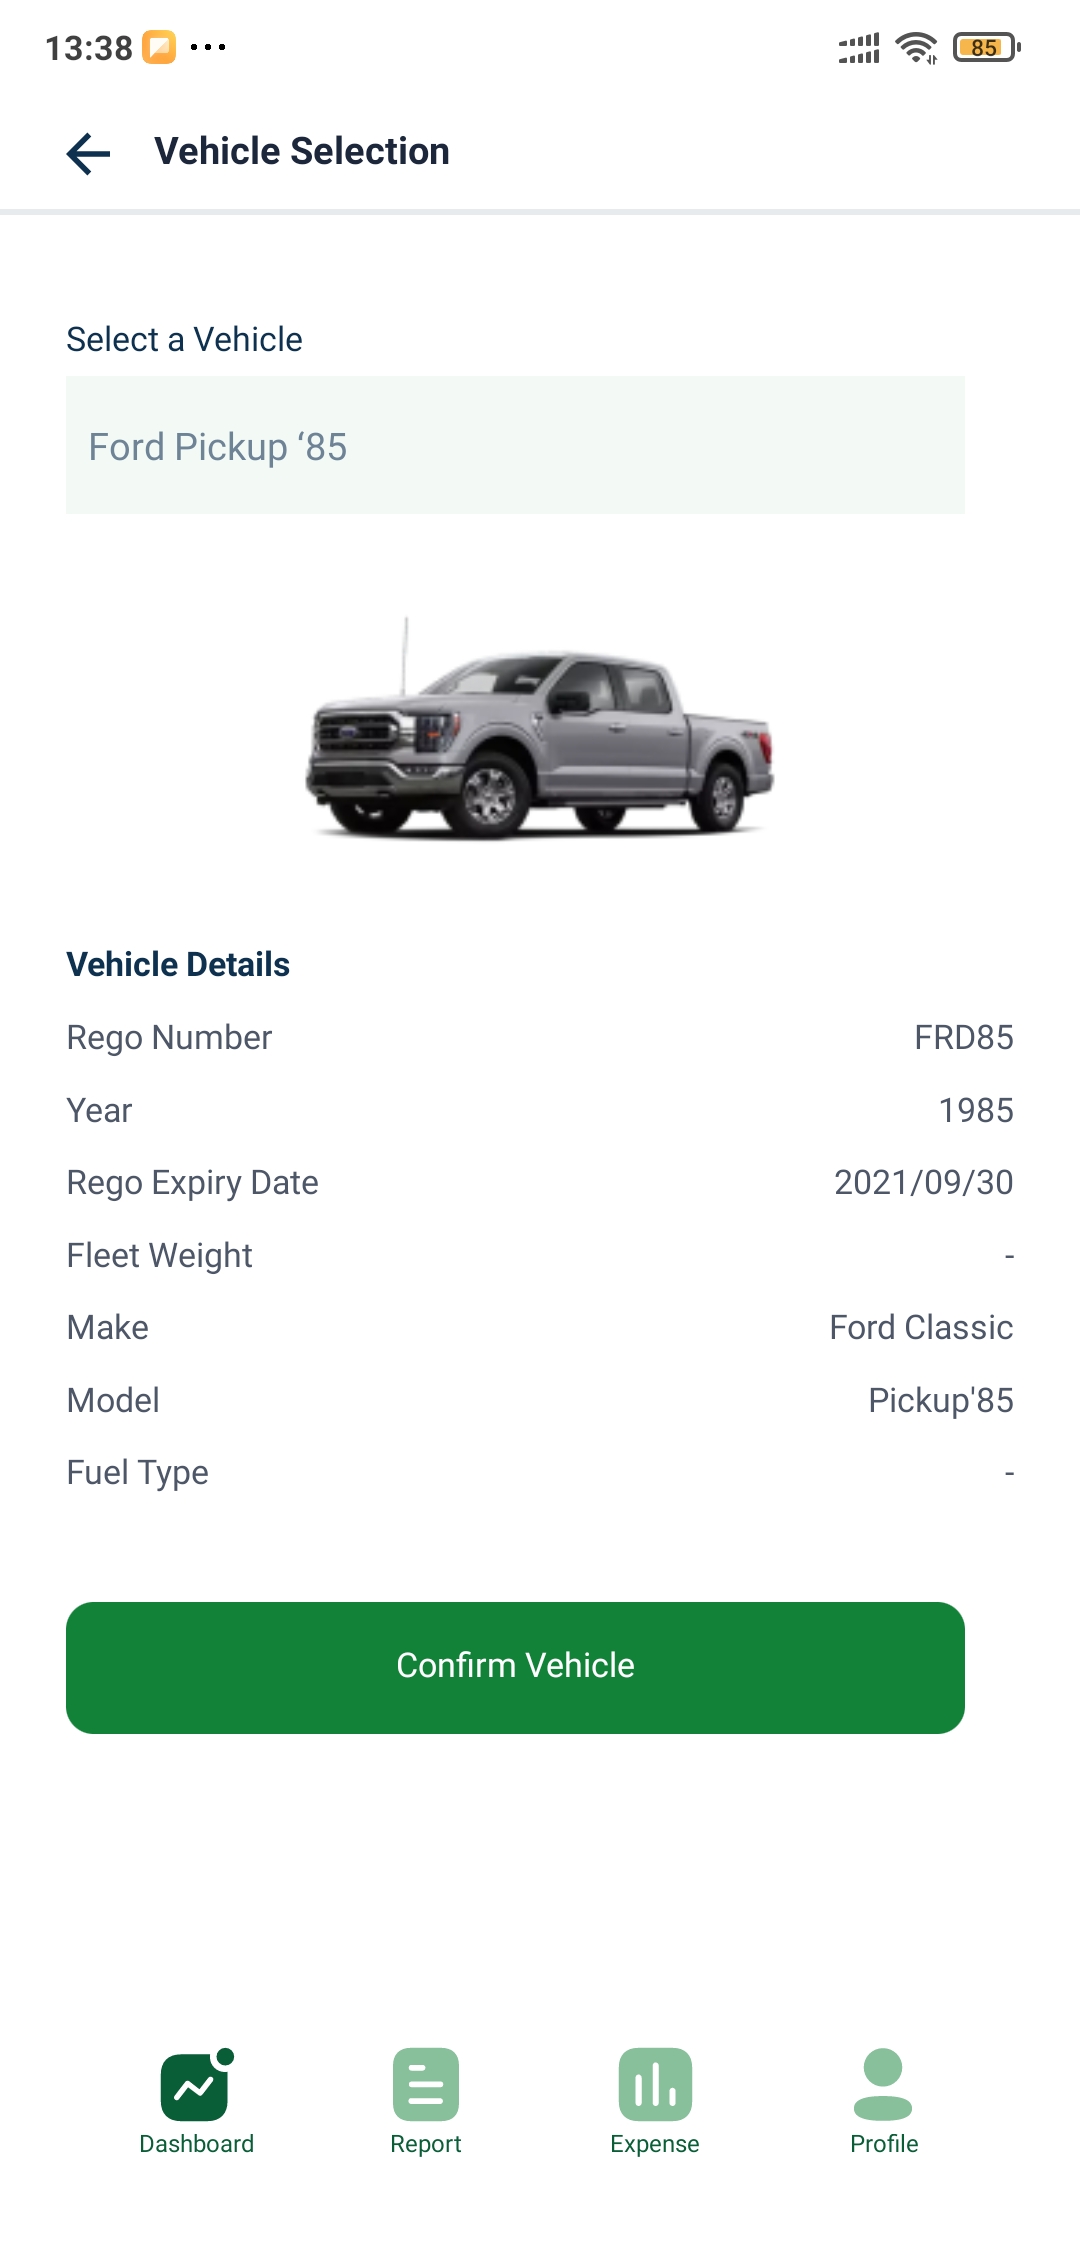 13:38
85
Vehicle Selection
Select a Vehicle
Ford Pickup ‘85
Vehicle Details
Rego Number FRD85
Year 1985
Rego Expiry Date 2021/09/30
Fleet Weight -
Make Ford Classic
Model Pickup'85
Fuel Type -
Confirm Vehicle
Dashboard Report Expense Profile